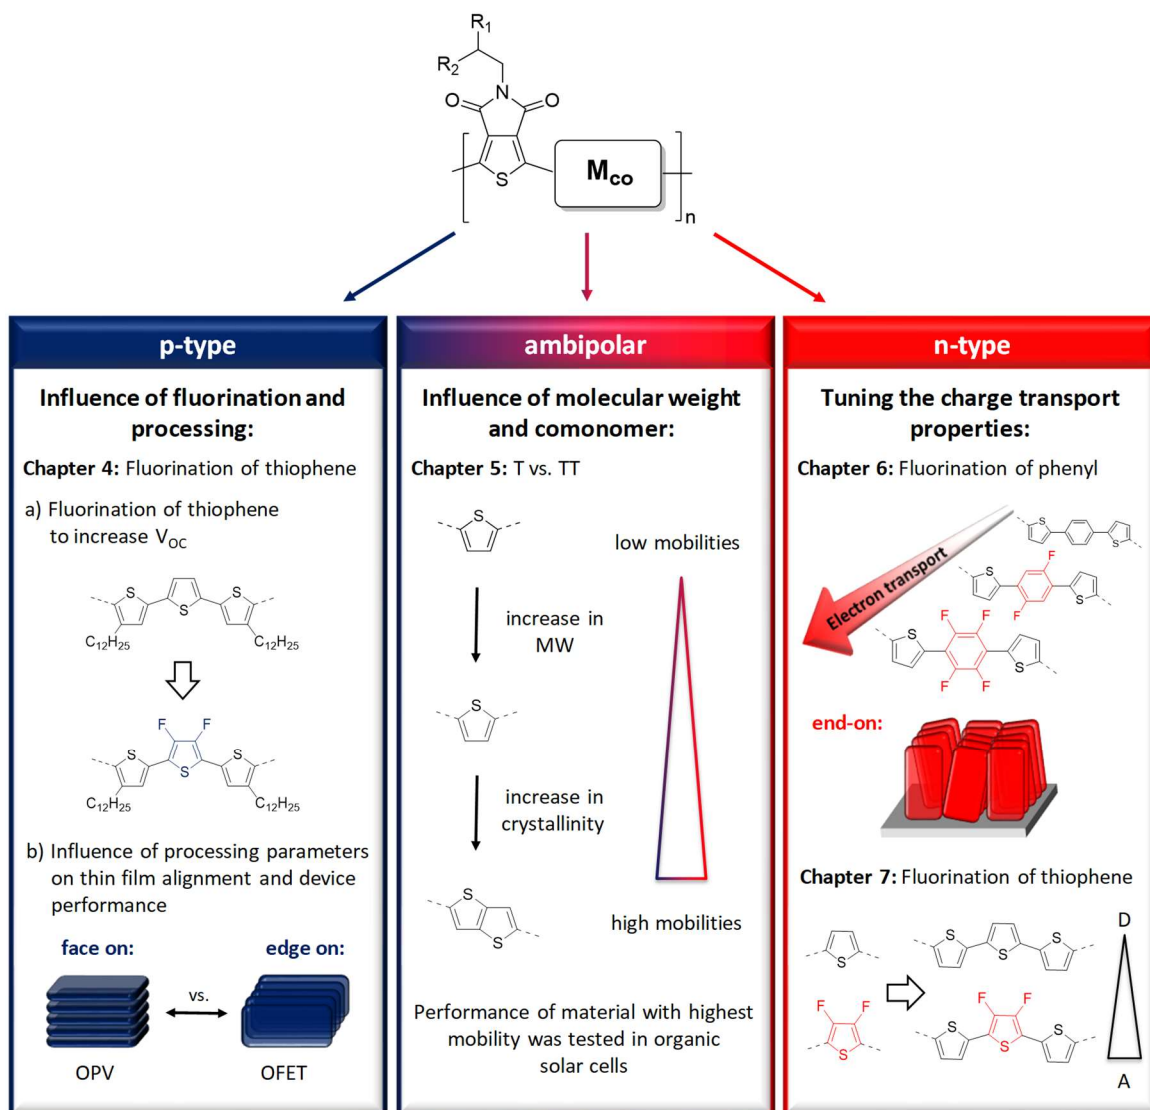 R1
R2
N
O O
S
Mco
n
p-type
Influence of fluorination and
processing:
Chapter 4: Fluorination of thiophene
a) Fluorination of thiophene
to increase VOC
S S
S
C12H25 C12H25
F F
S S
S
C12H25 C12H25
b) Influence of processing parameters
on thin film alignment and device
performance
face on: edge on:
vs.
OPV OFET
ambipolar
Influence of molecular weight
and comonomer:
Chapter 5: T vs. TT
S
low mobilities
increase in
MW
S
increase in
crystallinity
S
S
high mobilities
Performance of material with highest
mobility was tested in organic
solar cells
n-type
Tuning the charge transport
properties:
Chapter 6: Fluorination of phenyl
S
S
Electron transport
S F
F S
F F
S
S
F F
end-on:
Chapter 7: Fluorination of thiophene
D
S S S
S
F F F F
S S
S S
A